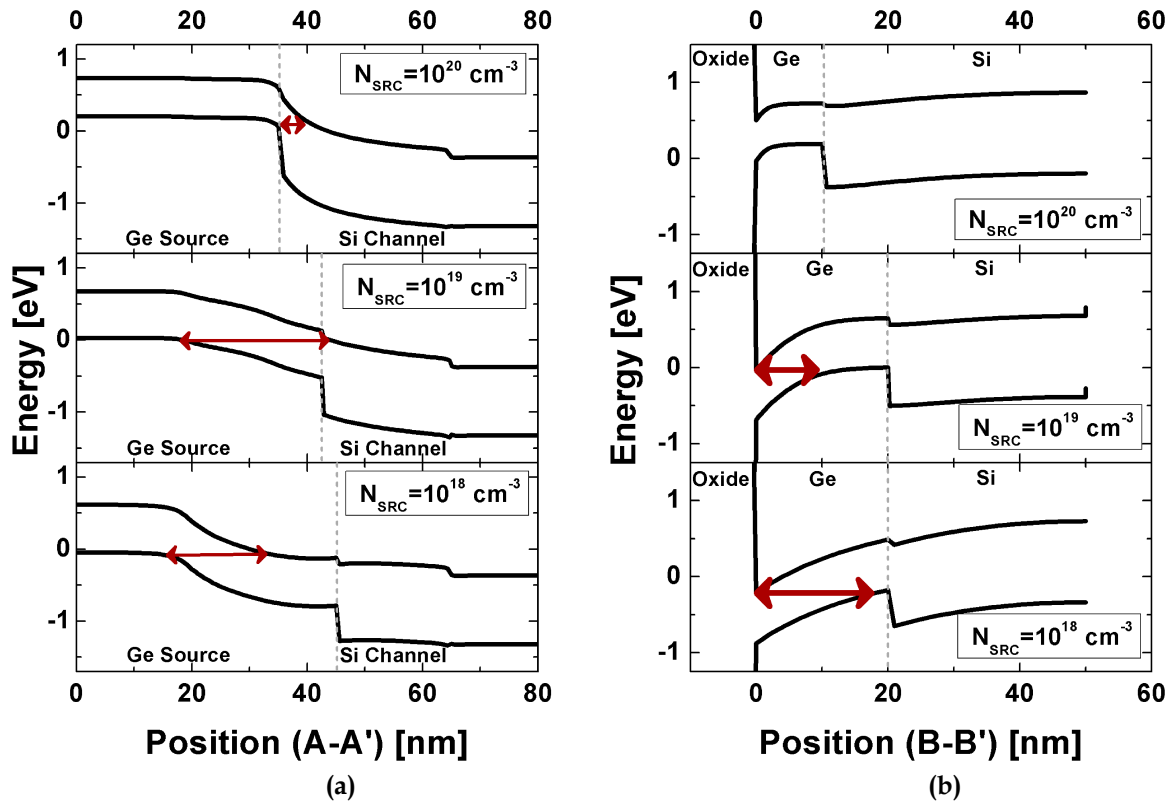 0 20 40 60 80
1
0
-1
N_SRC=10^20 cm^-3
Ge Source Si Channel
1
0
-1
N_SRC=10^19 cm^-3
Ge Source Si Channel
1
0
-1
N_SRC=10^18 cm^-3
Ge Source Si Channel
0 20 40 60 80
Energy [eV]
Position (A-A') [nm]
(a)
0 20 40 60
Oxide Ge Si
1
0
-1
N_SRC=10^20 cm^-3
Oxide Ge Si
1
0
-1
N_SRC=10^19 cm^-3
Oxide Ge Si
1
0
-1
N_SRC=10^18 cm^-3
0 20 40 60
Energy [eV]
Position (B-B') [nm]
(b)